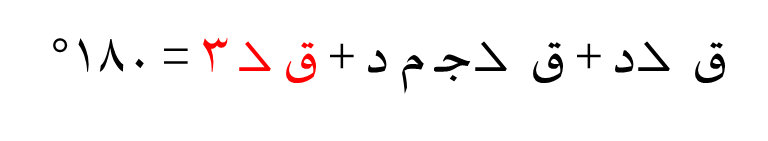 ق ∠د + ق ∠جـ م د + ق ∠ ٣ = ١٨٠°